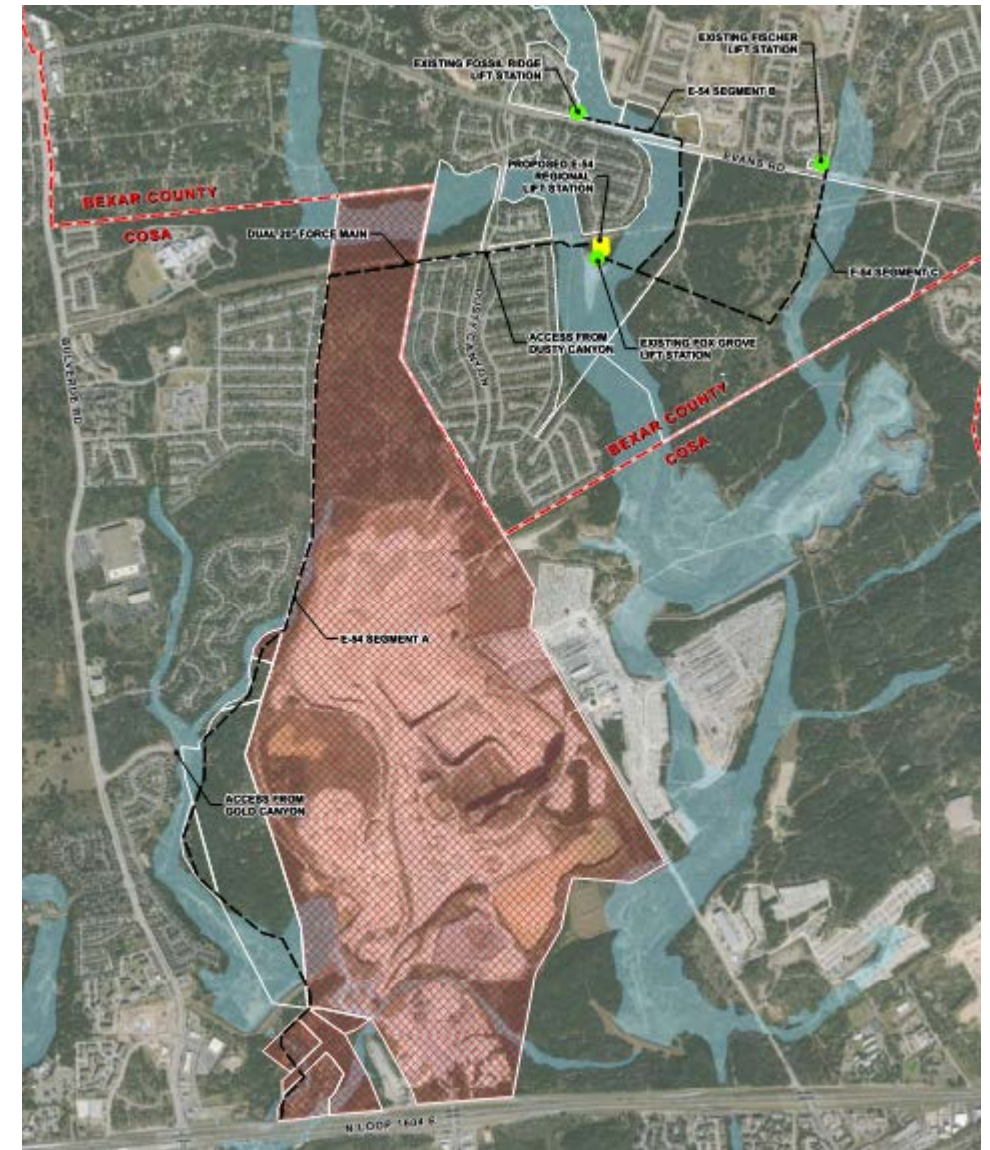 EXISTING FISCHER
LIFT STATION
EXISTING FOSSIL RIDGE
LIFT STATION
E-54 SEGMENT B
EVANS RD
PROPOSED E-54
REGIONAL
LIFT STATION
BEXAR COUNTY
COSA
DUAL 20" FORCE MAIN
E-54 SEGMENT C
DUSTY CANYON
ACCESS FROM
DUSTY CANYON
EXISTING FOX GROVE
LIFT STATION
BULVERDE RD
BEXAR COUNTY
COSA
E-54 SEGMENT A
ACCESS FROM
GOLD CANYON
N LOOP 1604 E